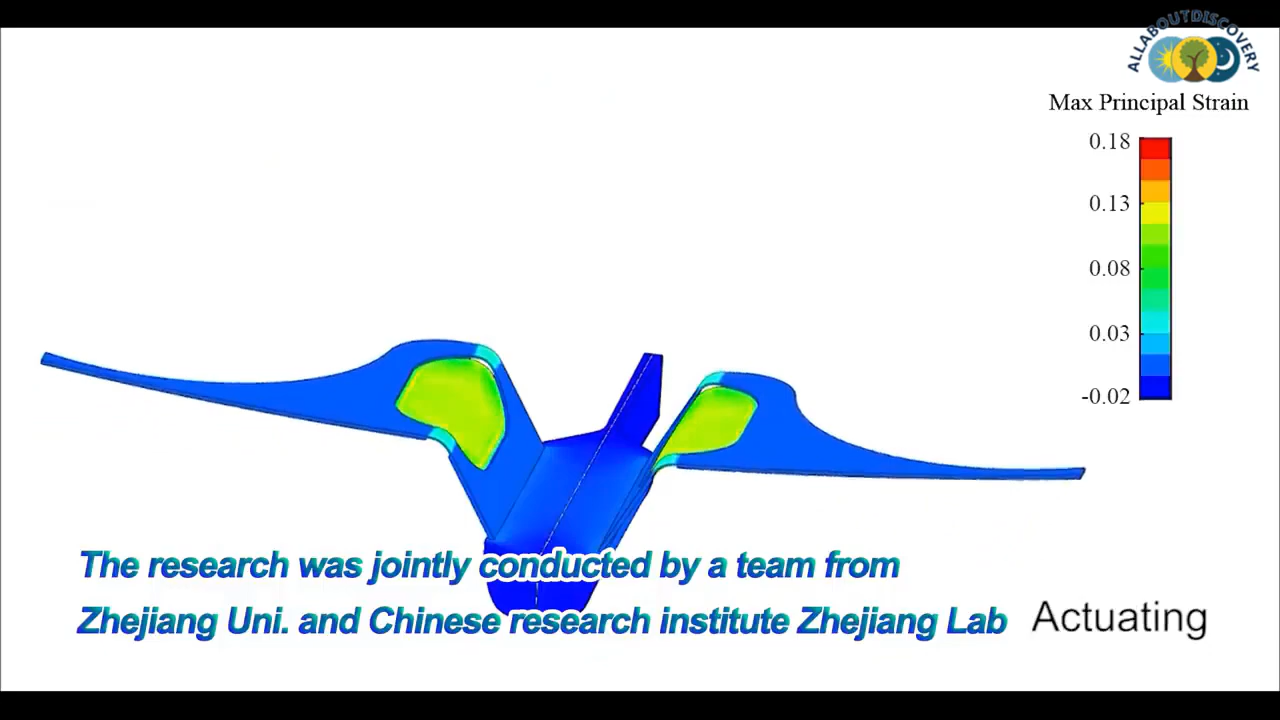 ALLABOUTDISCOVERY
Max Principal Strain
0.18
0.13
0.08
0.03
-0.02
The research was jointly conducted by a team from
Zhejiang Uni. and Chinese research institute Zhejiang Lab
Actuating